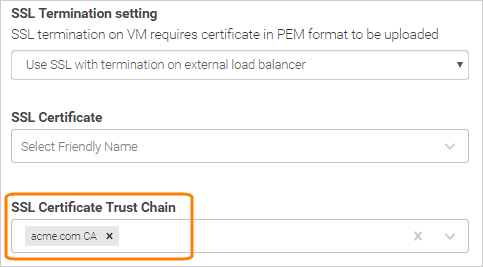 SSL Termination setting
SSL termination on VM requires certificate in PEM format to be uploaded
Use SSL with termination on external load balancer
SSL Certificate
Select Friendly Name
SSL Certificate Trust Chain
acme.com CA ×